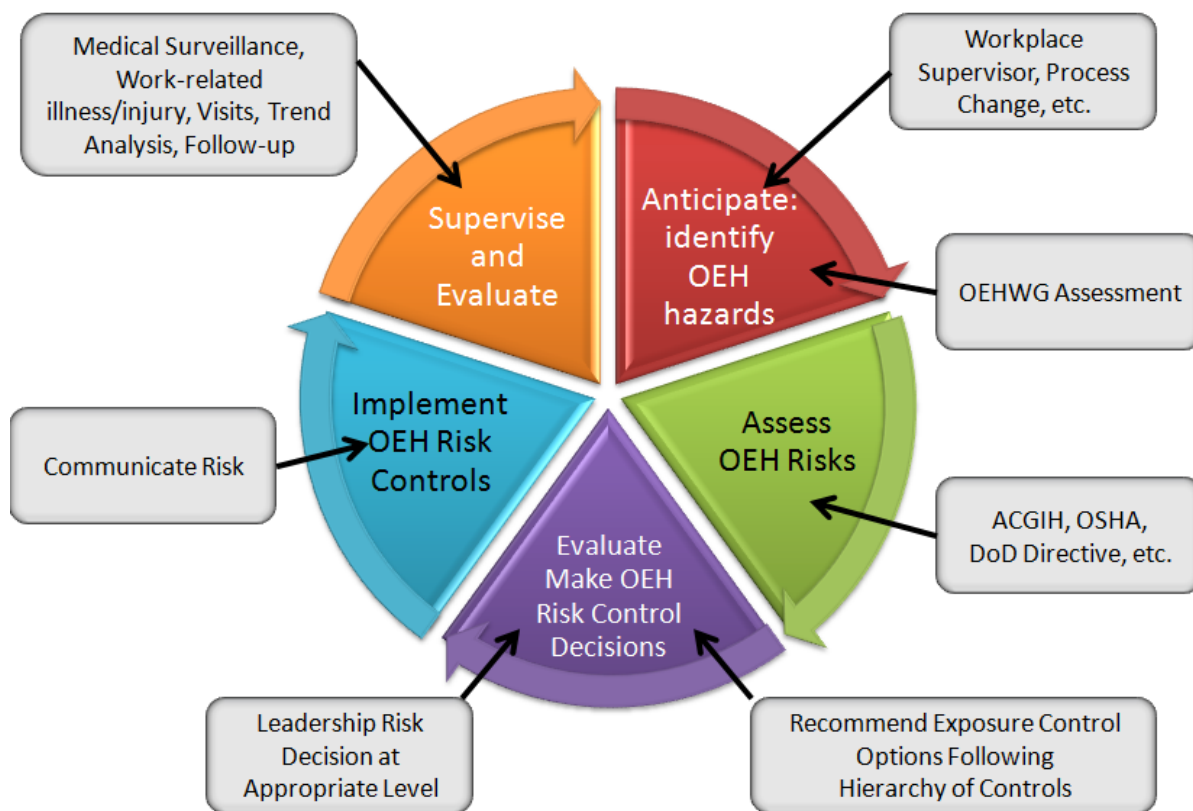 Medical Surveillance,
Work-related
illness/injury, Visits, Trend
Analysis, Follow-up
Workplace
Supervisor, Process
Change, etc.
Supervise
and
Evaluate
Anticipate:
identify
OEH
hazards
OEHWG Assessment
Implement
OEH Risk
Controls
Assess
OEH Risks
Communicate Risk
ACGIH, OSHA,
DoD Directive, etc.
Evaluate
Make OEH
Risk Control
Decisions
Leadership Risk
Decision at
Appropriate Level
Recommend Exposure Control
Options Following
Hierarchy of Controls